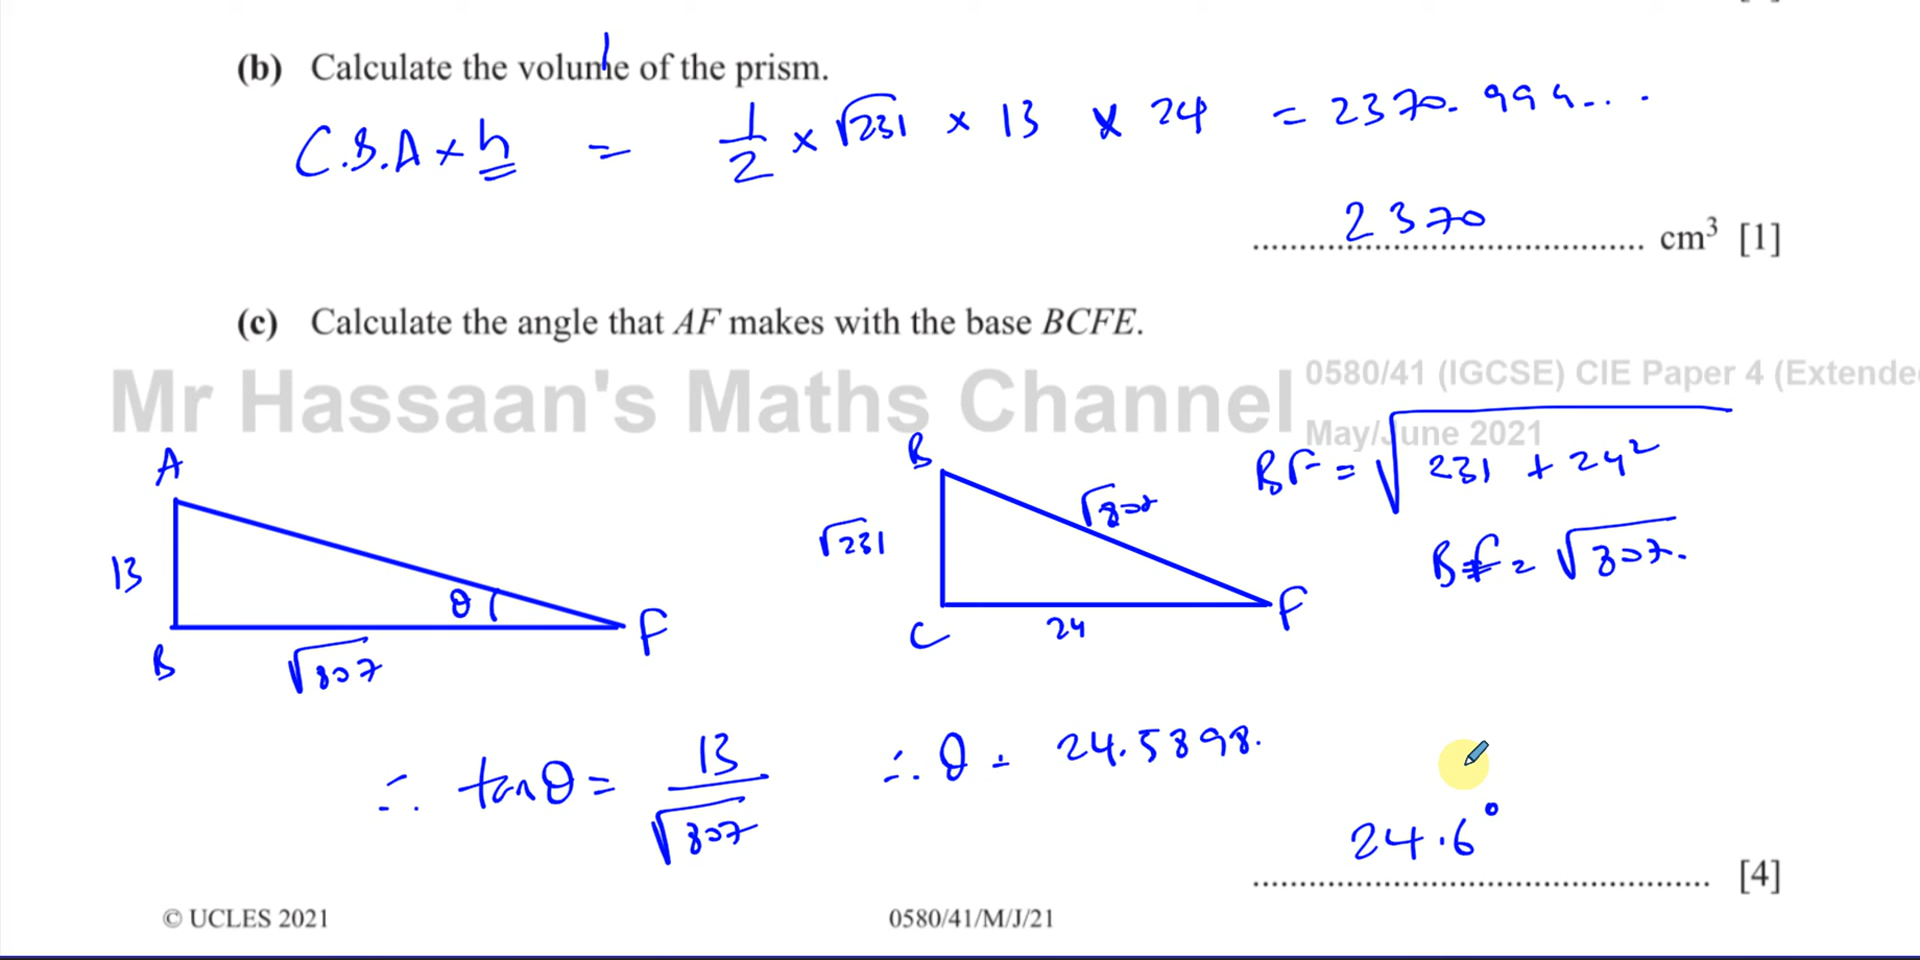 (b) Calculate the volume of the prism.
C.S.A × h = 1/2 × √231 × 13 × 24 = 2370.999...
2370
........................................ cm³ [1]
(c) Calculate the angle that AF makes with the base BCFE.
Mr Hassaan's Maths Channel
0580/41 (IGCSE) CIE Paper 4 (Extende
May/June 2021
A
13
B
√807
θ
F
B
√231
√807
C
24
F
BF = √231 + 24²
BF = √807.
∴ tanθ = 13/√807
∴ θ = 24.5898.
24.6°
........................................ [4]
© UCLES 2021
0580/41/M/J/21